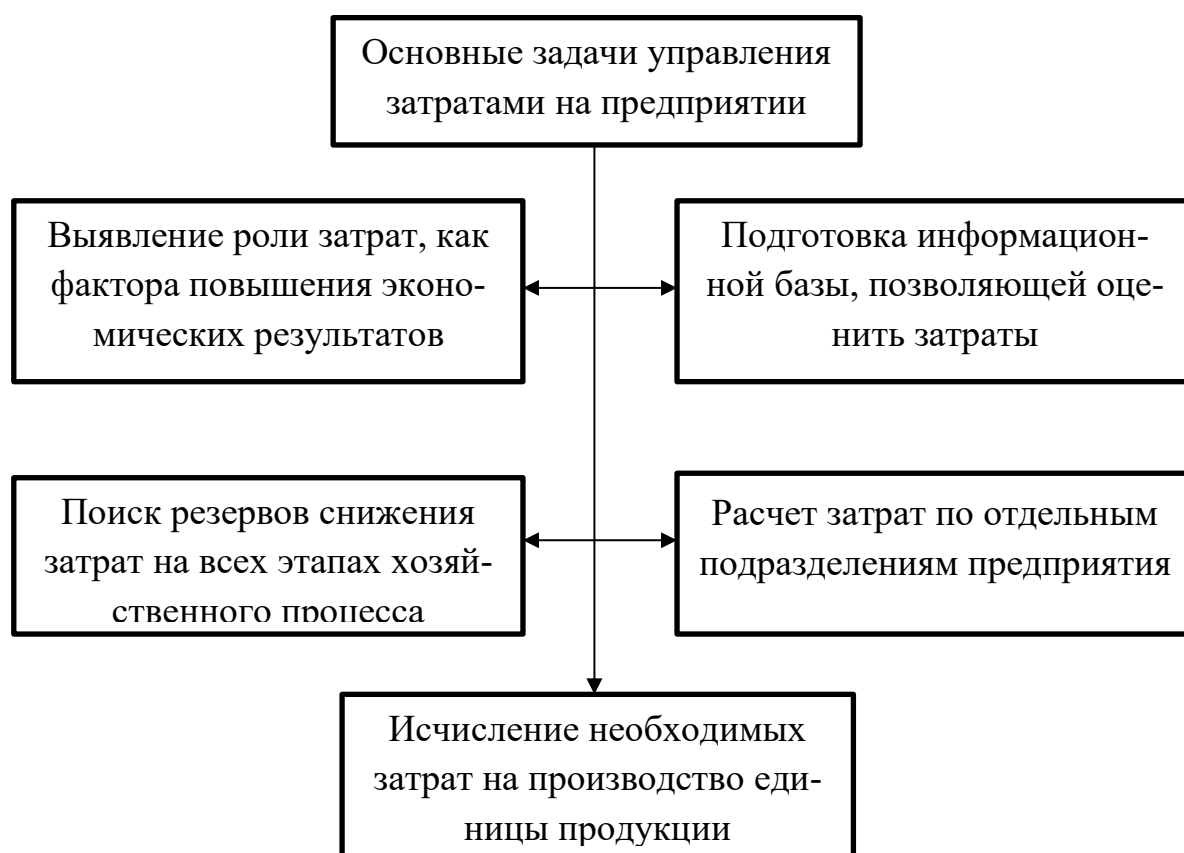 Основные задачи управления
затратами на предприятии
Выявление роли затрат, как
фактора повышения эконо-
мических результатов
Подготовка информацион-
ной базы, позволяющей оце-
нить затраты
Поиск резервов снижения
затрат на всех этапах хозяй-
ственного процесса
Расчет затрат по отдельным
подразделениям предприятия
Исчисление необходимых
затрат на производство еди-
ницы продукции